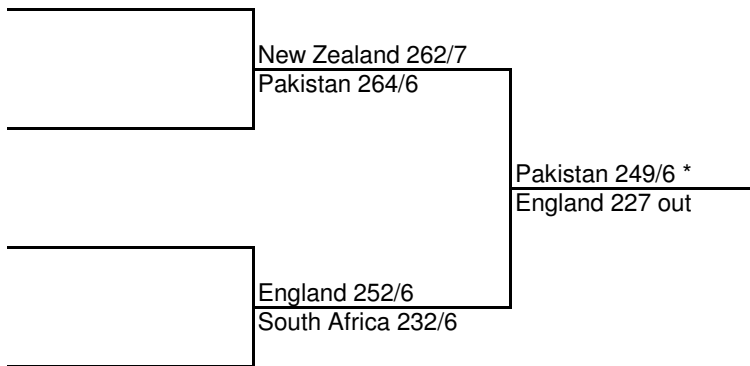 New Zealand 262/7
Pakistan 264/6
Pakistan 249/6 *
England 227 out
England 252/6
South Africa 232/6